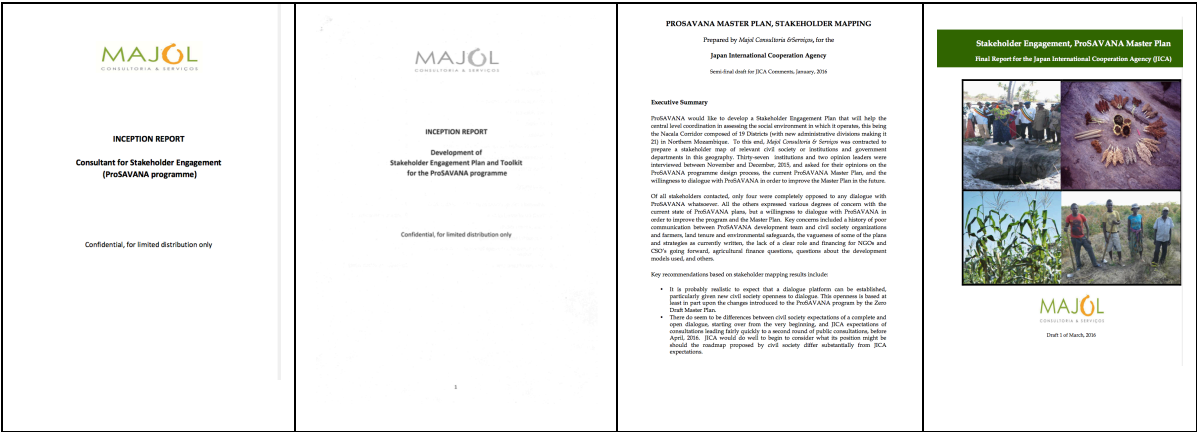 MAJOL
CONSULTORIA & SERVIÇOS
INCEPTION REPORT
Consultant for Stakeholder Engagement
(ProSAVANA programme)
Confidential, for limited distribution only
MAJOL
CONSULTORIA & SERVIÇOS
INCEPTION REPORT
Development of
Stakeholder Engagement Plan and Toolkit
for the ProSAVANA programme
Confidential, for limited distribution only
1
PROSAVANA MASTER PLAN, STAKEHOLDER MAPPING
Prepared by Majol Consultoria &Serviços, for the
Japan International Cooperation Agency
Semi-final draft for JICA Comments, January, 2016
Executive Summary
ProSAVANA would like to develop a Stakeholder Engagement Plan that will help the
central level coordination in assessing the social environment in which it operates, this being
the Nacala Corridor composed of 19 Districts (with new administrative divisions making it
21) in Northern Mozambique. To this end, Majol Consultoria & Serviços was contracted to
prepare a stakeholder map of relevant civil society or institutions and government
departments in this geography. Thirty-seven institutions and two opinion leaders were
interviewed between November and December, 2015, and asked for their opinions on the
ProSAVANA programme design process, the current ProSAVANA Master Plan, and the
willingness to dialogue with ProSAVANA in order to improve the Master Plan in the future.
Of all stakeholders contacted, only four were completely opposed to any dialogue with
ProSAVANA whatsoever. All the others expressed various degrees of concern with the
current state of ProSAVANA plans, but a willingness to dialogue with ProSAVANA in
order to improve the program and the Master Plan. Key concerns included a history of poor
communication between ProSAVANA development team and civil society organizations
and farmers, land tenure and environmental safeguards, the vagueness of some of the plans
and strategies as currently written, the lack of a clear role and financing for NGOs and
CSO's going forward, agricultural finance questions, questions about the development
models used, and others.
Key recommendations based on stakeholder mapping results include:
• It is probably realistic to expect that a dialogue platform can be established,
particularly given new civil society openness to dialogue. This openness is based at
least in part upon the changes introduced to the ProSAVANA program by the Zero
Draft Master Plan.
• There do seem to be differences between civil society expectations of a complete and
open dialogue, starting over from the very beginning, and JICA expectations of
consultations leading fairly quickly to a second round of public consultations, before
April, 2016. JICA would do well to begin to consider what its position might be
should the roadmap proposed by civil society differ substantially from JICA
expectations.
Stakeholder Engagement, ProSAVANA Master Plan
Final Report for the Japan International Cooperation Agency (JICA)
MAJOL
CONSULTORIA & SERVIÇOS
Draft 1 of March, 2016